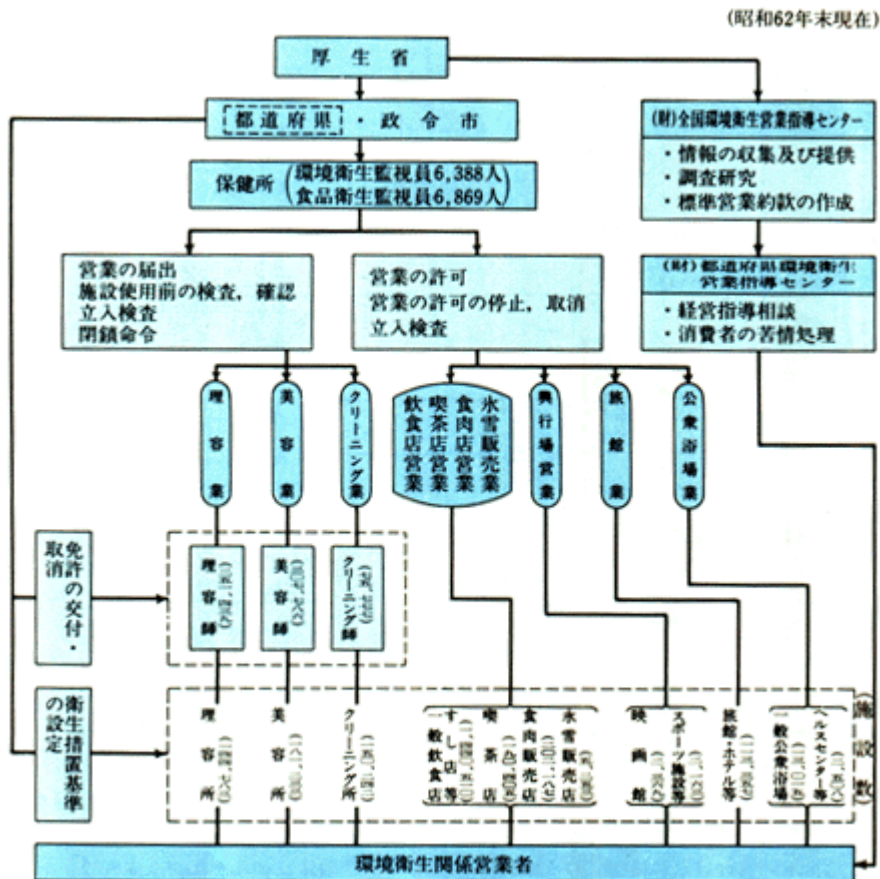 (昭和62年末現在)
厚生省
都道府県・政令市
保健所(環境衛生監視員6,388人
食品衛生監視員6,869人)
(財)全国環境衛生営業指導センター
・情報の収集及び提供
・調査研究
・標準営業約款の作成
営業の届出
施設使用前の検査,確認
立入検査
閉鎖命令
営業の許可
営業の許可の停止,取消
立入検査
(財)都道府県環境衛生
営業指導センター
・経営指導相談
・消費者の苦情処理
理容業
美容業
クリーニング業
飲食店営業
喫茶店営業
食肉店営業
氷雪販売業
興行場営業
旅館業
公衆浴場業
免許の交付・
取消
理容師
美容師
クリーニング師
衛生措置基準
の設定
理容所
美容所
クリーニング所
一般飲食店
すし店等
喫茶店
食肉販売店
氷雪販売店
映画館
スポーツ施設等
旅館・ホテル等
一般公衆浴場
ヘルスセンター等
(施設数)
環境衛生関係営業者